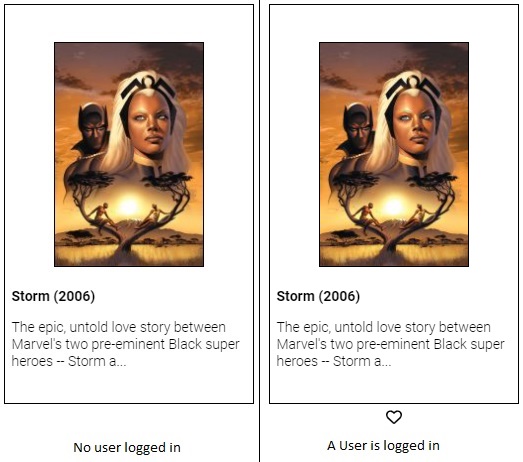 Storm (2006)
The epic, untold love story between
Marvel's two pre-eminent Black super
heroes -- Storm a...
No user logged in
Storm (2006)
The epic, untold love story between
Marvel's two pre-eminent Black super
heroes -- Storm a...
A User is logged in